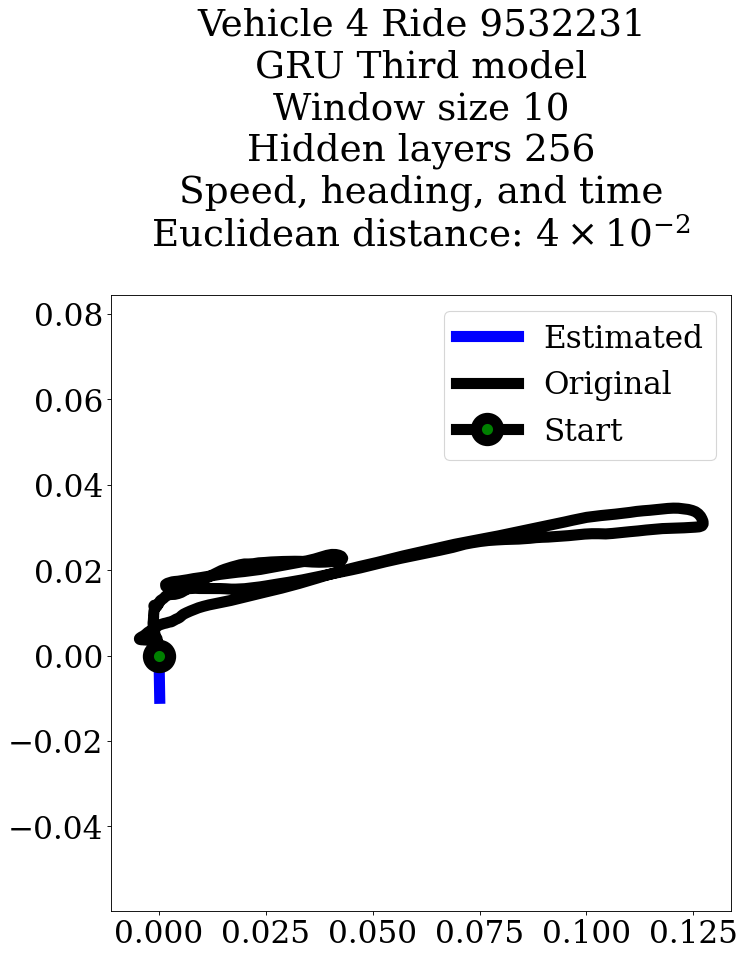 Vehicle 4 Ride 9532231
GRU Third model
Window size 10
Hidden layers 256
Speed, heading, and time
Euclidean distance: 4 × 10⁻²
Estimated
Original
Start
0.08
0.06
0.04
0.02
0.00
−0.02
−0.04
0.000 0.025 0.050 0.075 0.100 0.125